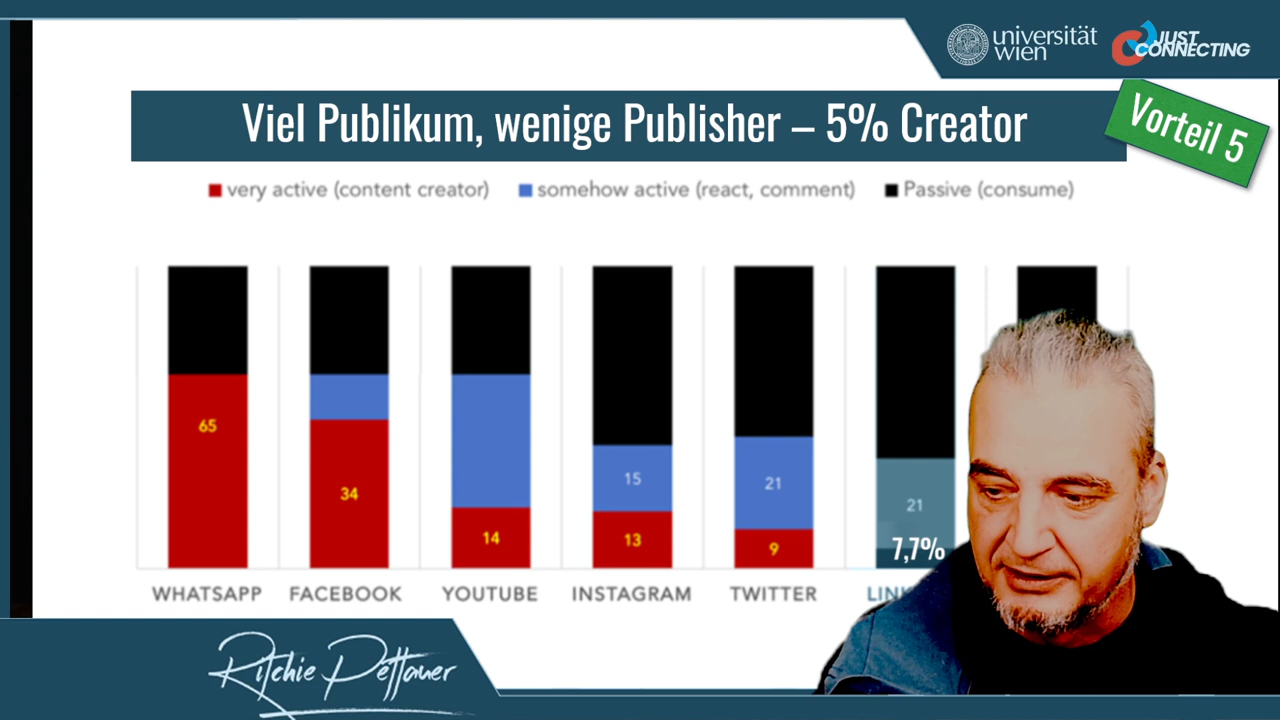 universität
wien
JUST
CONNECTING
Viel Publikum, wenige Publisher – 5% Creator
Vorteil 5
very active (content creator) somehow active (react, comment) Passive (consume)
65
34
14
15
13
21
9
21
7,7%
WHATSAPP FACEBOOK YOUTUBE INSTAGRAM TWITTER LINK
Ritchie Pettauer